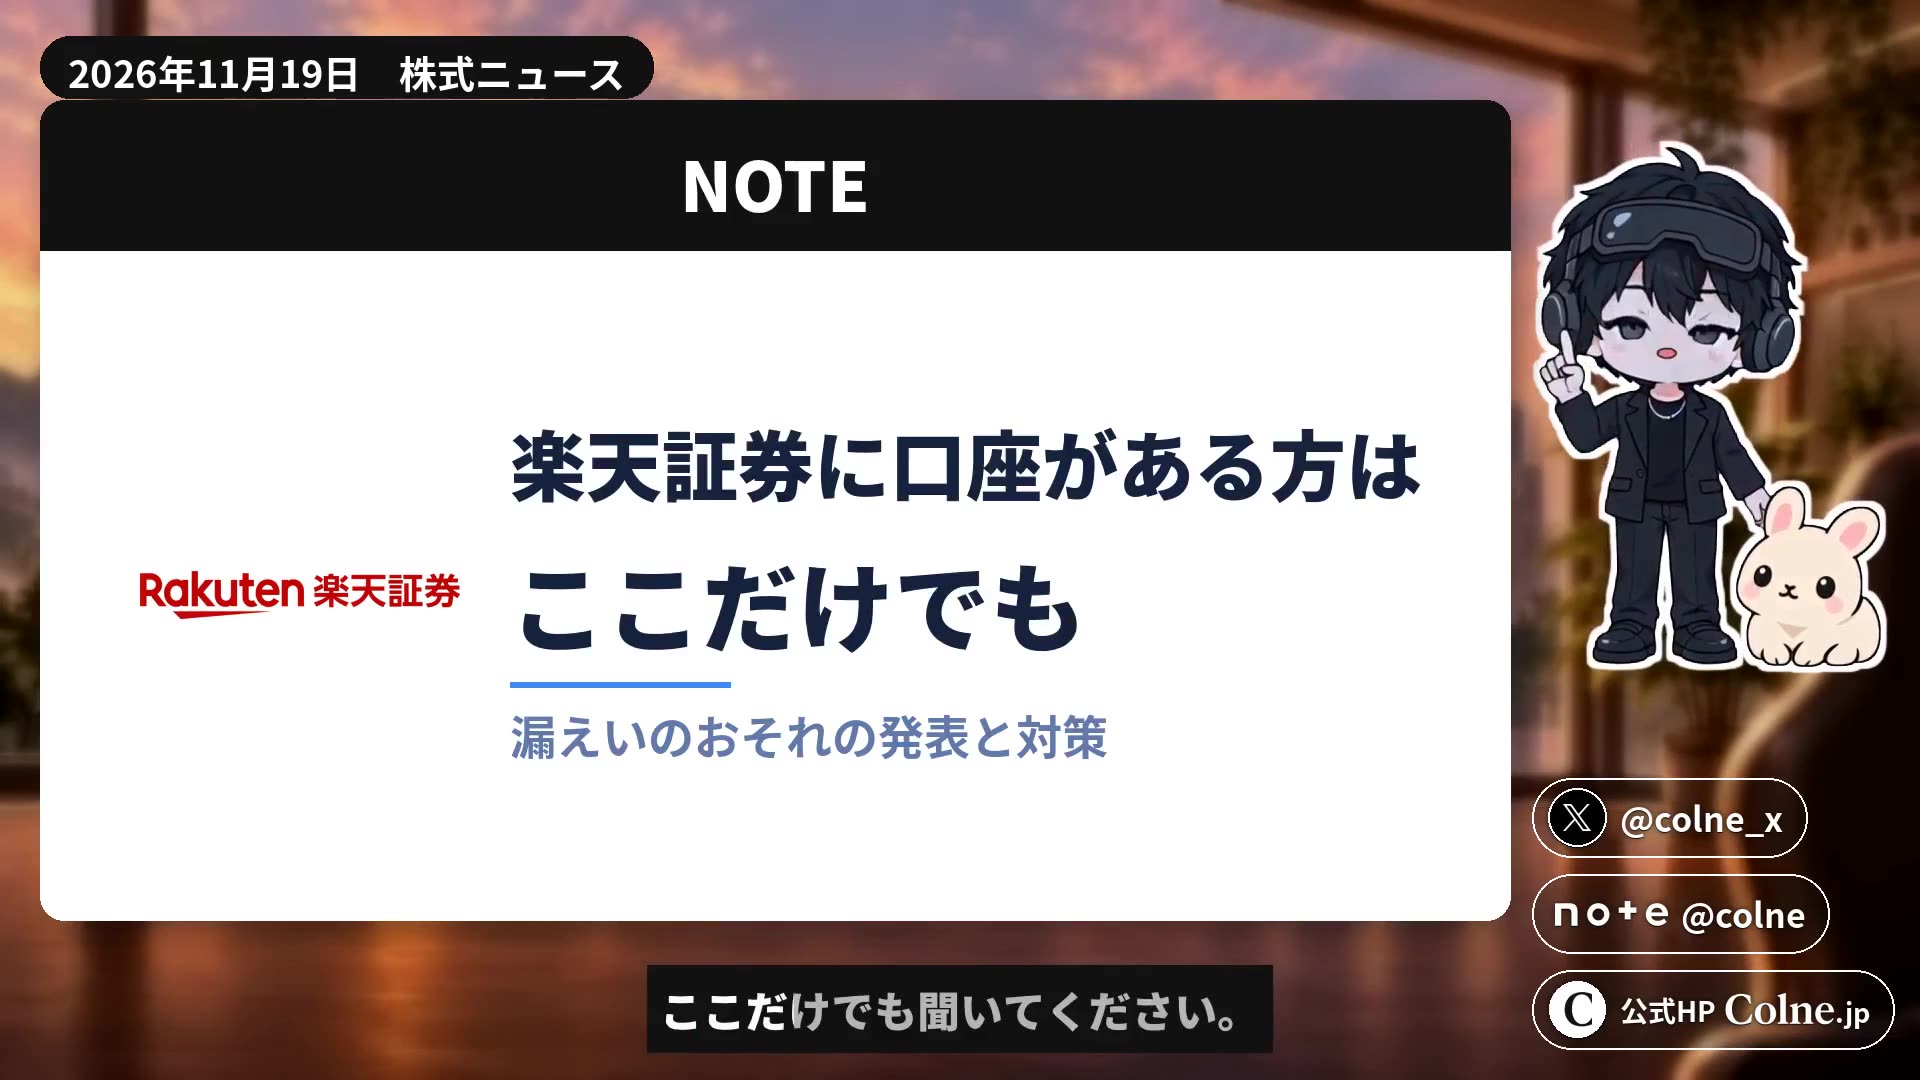 2026年11月19日　株式ニュース
NOTE
楽天証券に口座がある方は
Rakuten 楽天証券
ここだけでも
漏えいのおそれの発表と対策
X @colne_x
note @colne
C 公式HP Colne.jp
ここだけでも聞いてください。